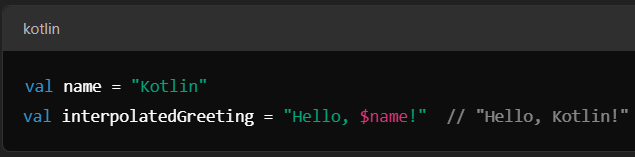 kotlin
val name = "Kotlin"
val interpolatedGreeting = "Hello, $name!"  // "Hello, Kotlin!"